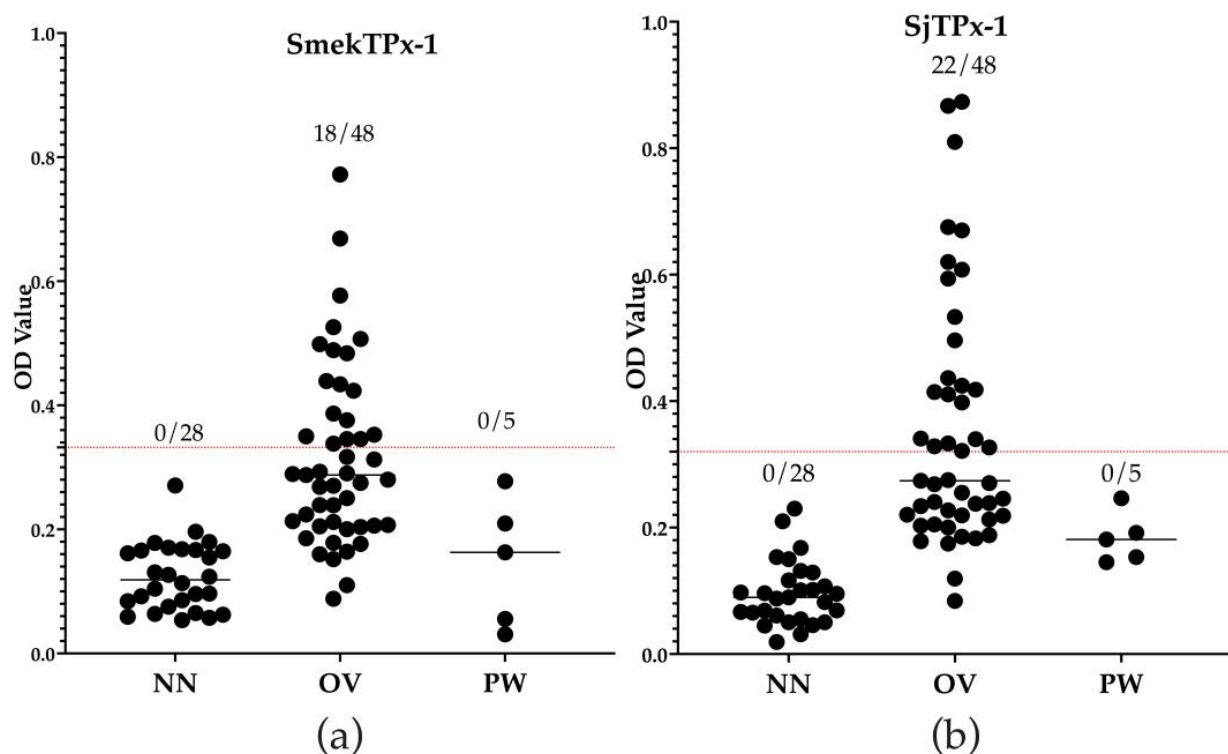 SmekTPx-1
18/48
0/28
0/5
OD Value
1.0
0.8
0.6
0.4
0.2
0.0
NN
OV
PW
(a)
SjTPx-1
22/48
0/28
0/5
OD Value
1.0
0.8
0.6
0.4
0.2
0.0
NN
OV
PW
(b)